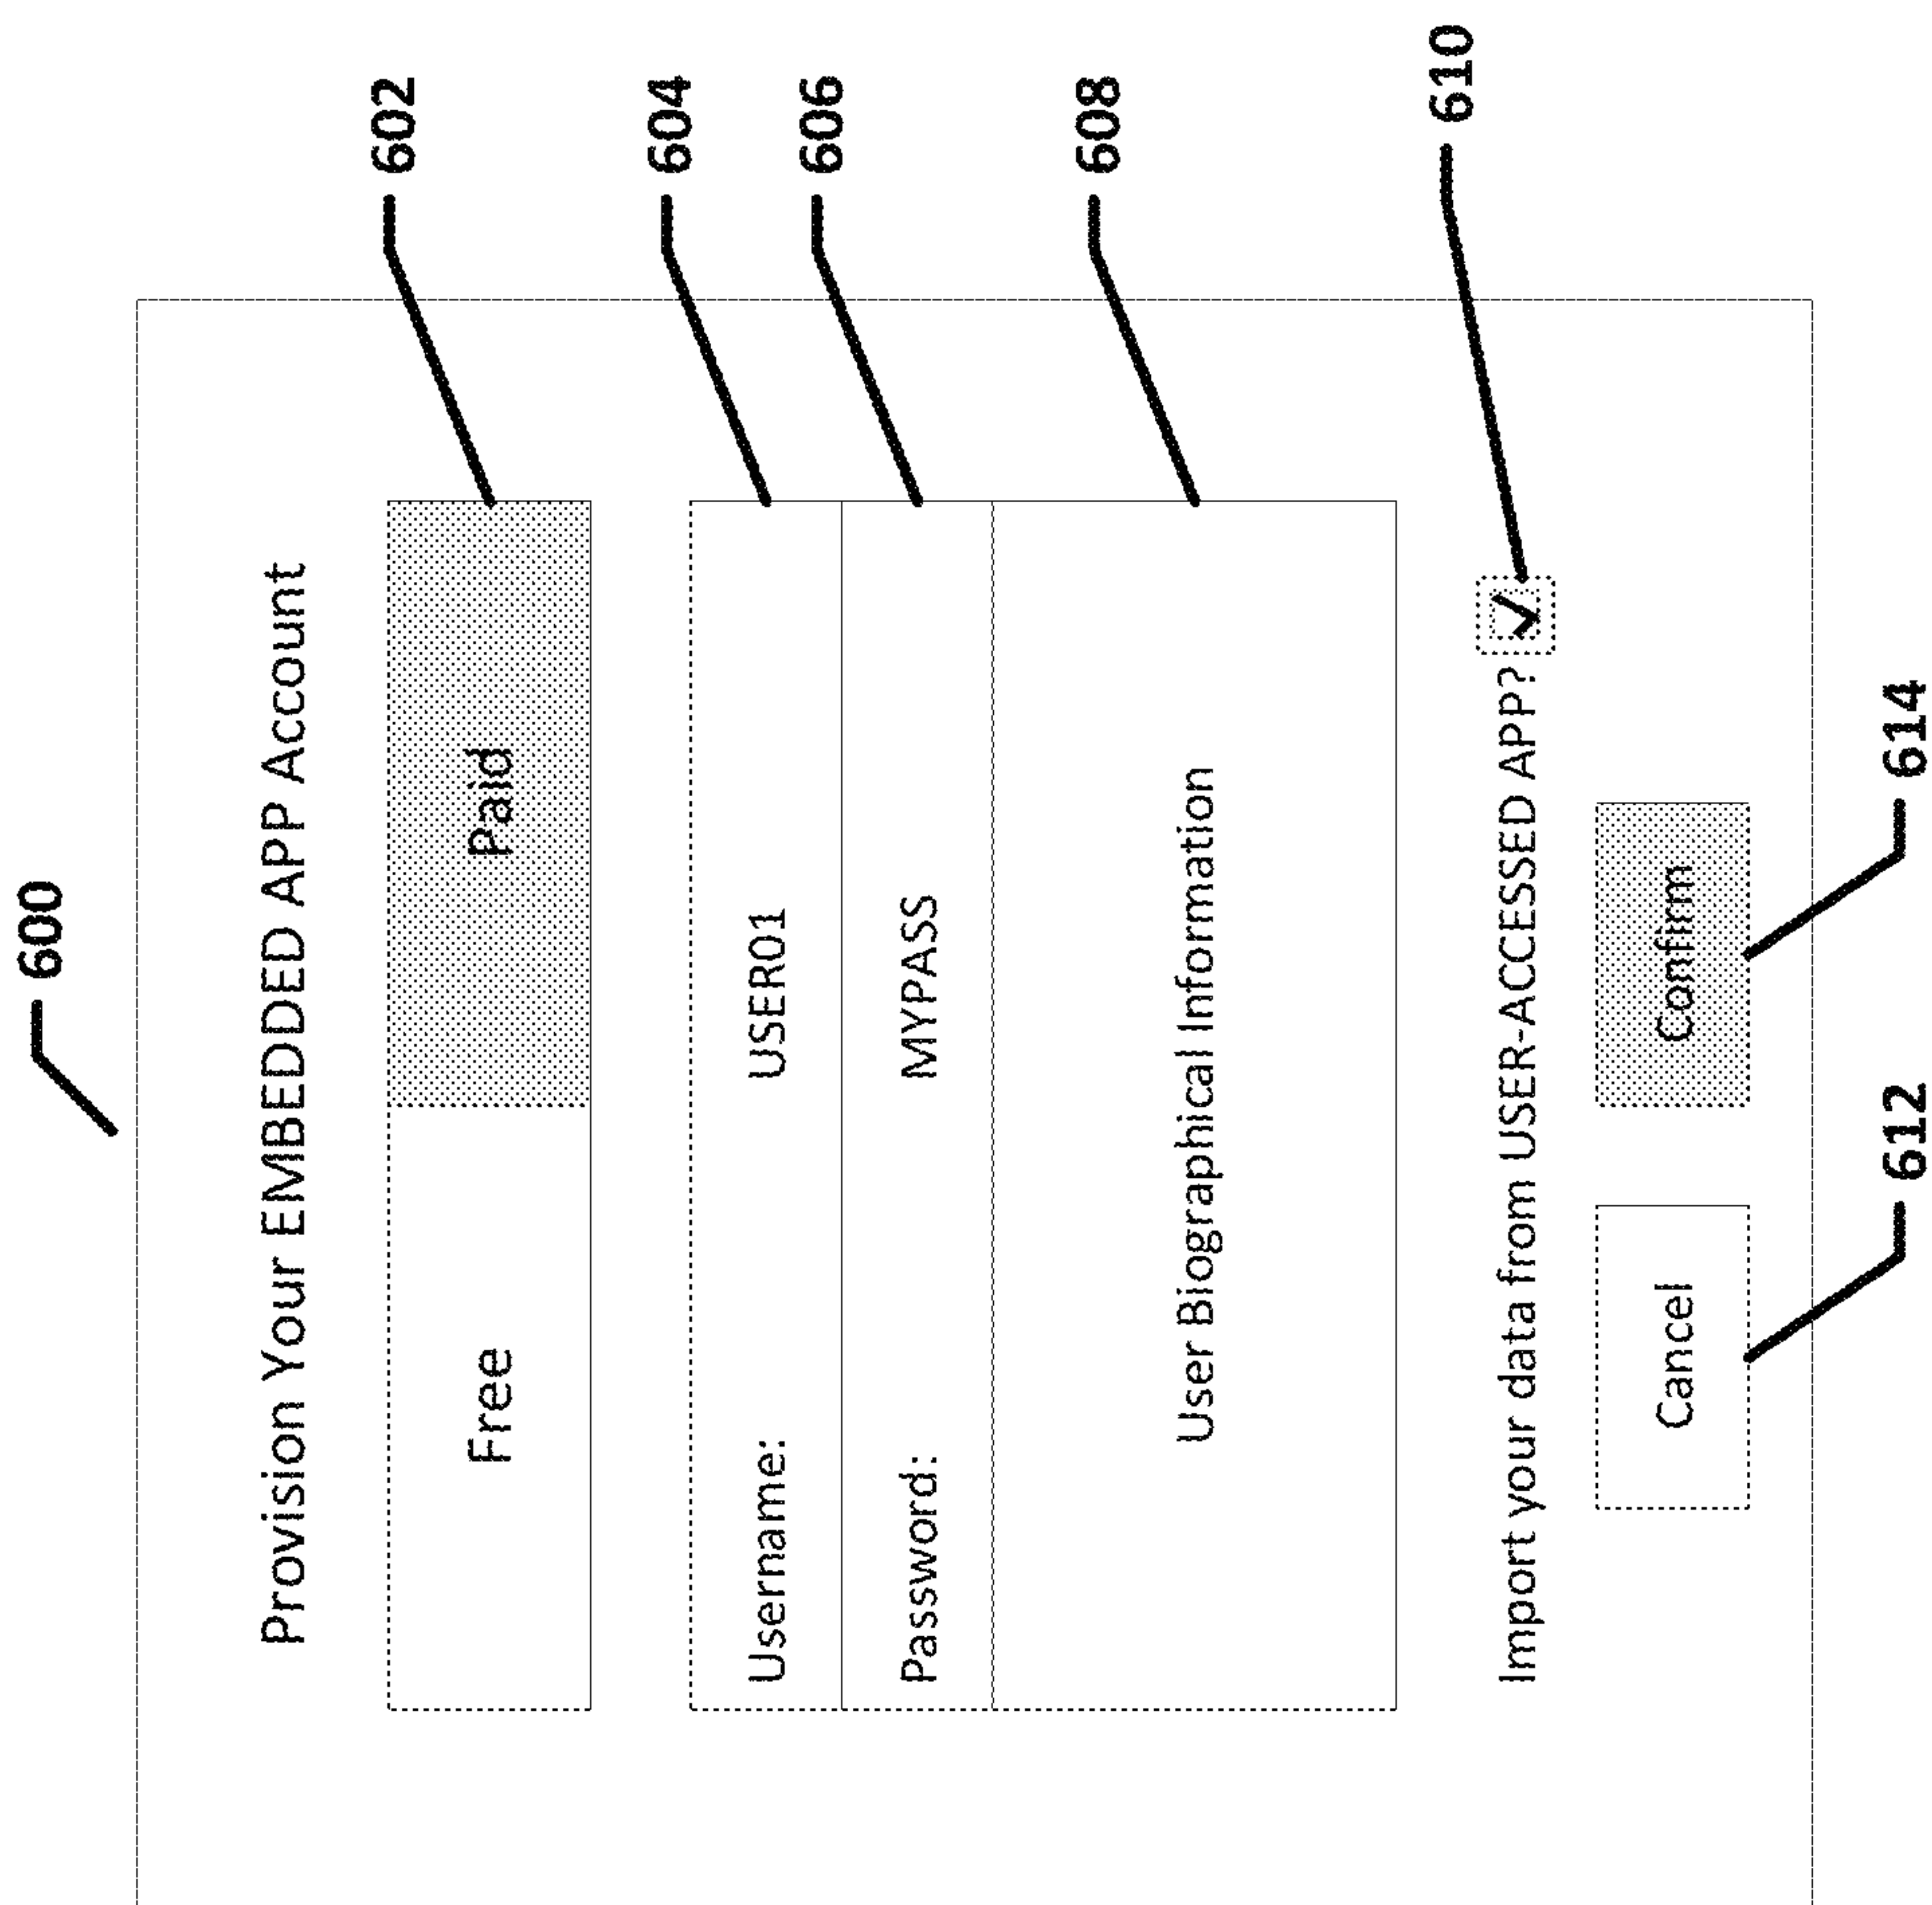 600
Provision Your EMBEDDED APP Account
602
Free Paid
604
Username: USER01
606
Password: MYPASS
608
User Biographical Information
610
Import your data from USER-ACCESSED APP?
Cancel Confirm
612 614